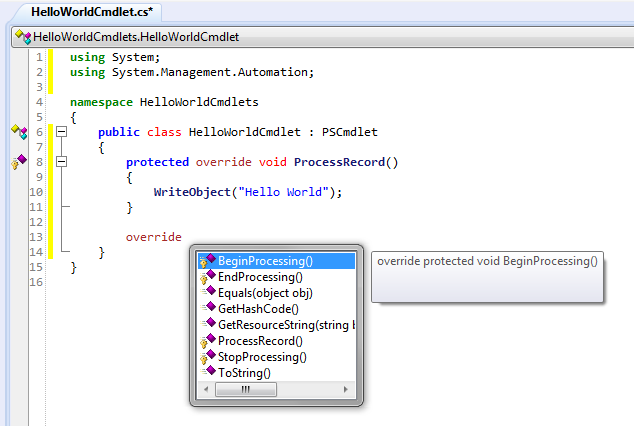 HelloWorldCmdlet.cs*
HelloWorldCmdlets.HelloWorldCmdlet
1 using System;
2 using System.Management.Automation;
3
4 namespace HelloWorldCmdlets
5 {
6 public class HelloWorldCmdlet : PSCmdlet
7 {
8 protected override void ProcessRecord()
9 {
10 WriteObject("Hello World");
11 }
12
13 override
14 }
15 }
16
BeginProcessing()
EndProcessing()
Equals(object obj)
GetHashCode()
GetResourceString(string
ProcessRecord()
StopProcessing()
ToString()
override protected void BeginProcessing()